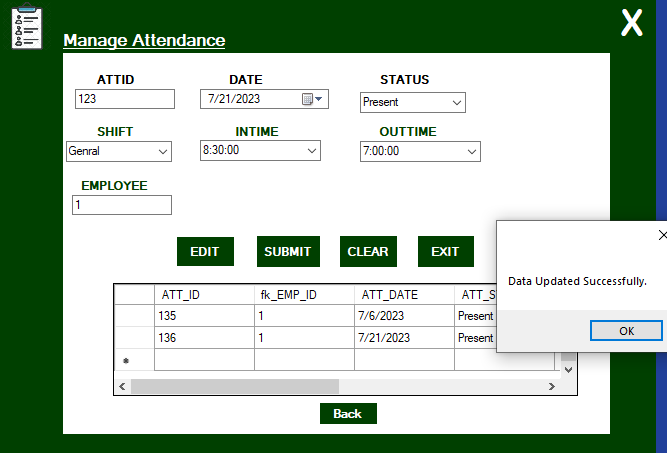 X
Manage Attendance
ATTID DATE STATUS
123 7/21/2023 Present
SHIFT INTIME OUTTIME
Genral 8:30:00 7:00:00
EMPLOYEE
1
EDIT SUBMIT CLEAR EXIT
Data Updated Successfully.
OK
ATT_ID fk_EMP_ID ATT_DATE ATT_S
135 1 7/6/2023 Present
136 1 7/21/2023 Present
Back